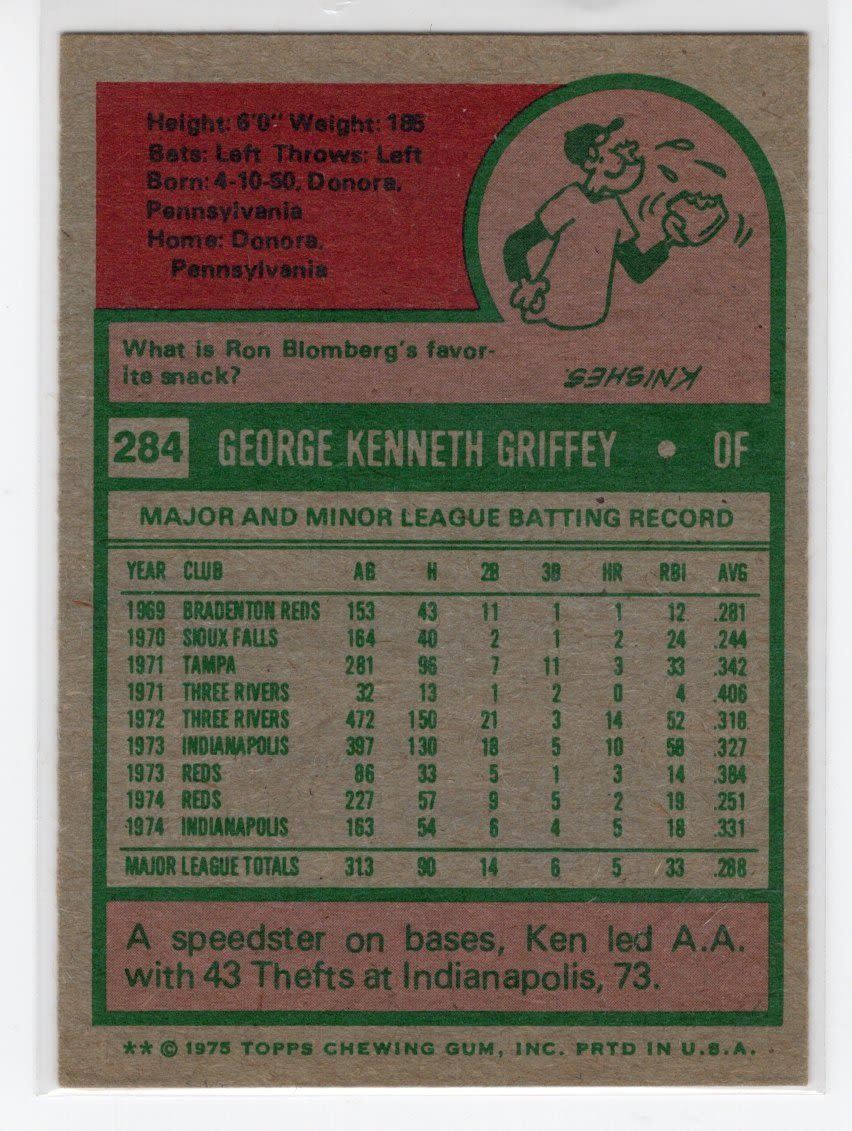 Height: 6'0" Weight: 185
Bats: Left Throws: Left
Born: 4-10-50, Donora,
Pennsylvania
Home: Donora,
Pennsylvania
What is Ron Blomberg's favor-
ite snack?
KNISHES.
284 GEORGE KENNETH GRIFFEY • OF
MAJOR AND MINOR LEAGUE BATTING RECORD
YEAR CLUB AB H 2B 3B HR RBI AVG
1969 BRADENTON REDS 153 43 11 1 1 12 .281
1970 SIOUX FALLS 164 40 2 1 2 24 .244
1971 TAMPA 281 96 7 11 3 33 .342
1971 THREE RIVERS 32 13 1 2 0 4 .406
1972 THREE RIVERS 472 150 21 3 14 52 .318
1973 INDIANAPOLIS 397 130 18 5 10 58 .327
1973 REDS 86 33 5 1 3 14 .384
1974 REDS 227 57 9 5 2 19 .251
1974 INDIANAPOLIS 163 54 6 4 5 18 .331
MAJOR LEAGUE TOTALS 313 90 14 6 5 33 .288
A speedster on bases, Ken led A.A.
with 43 Thefts at Indianapolis, 73.
** © 1975 TOPPS CHEWING GUM, INC. PRTD IN U.S.A.